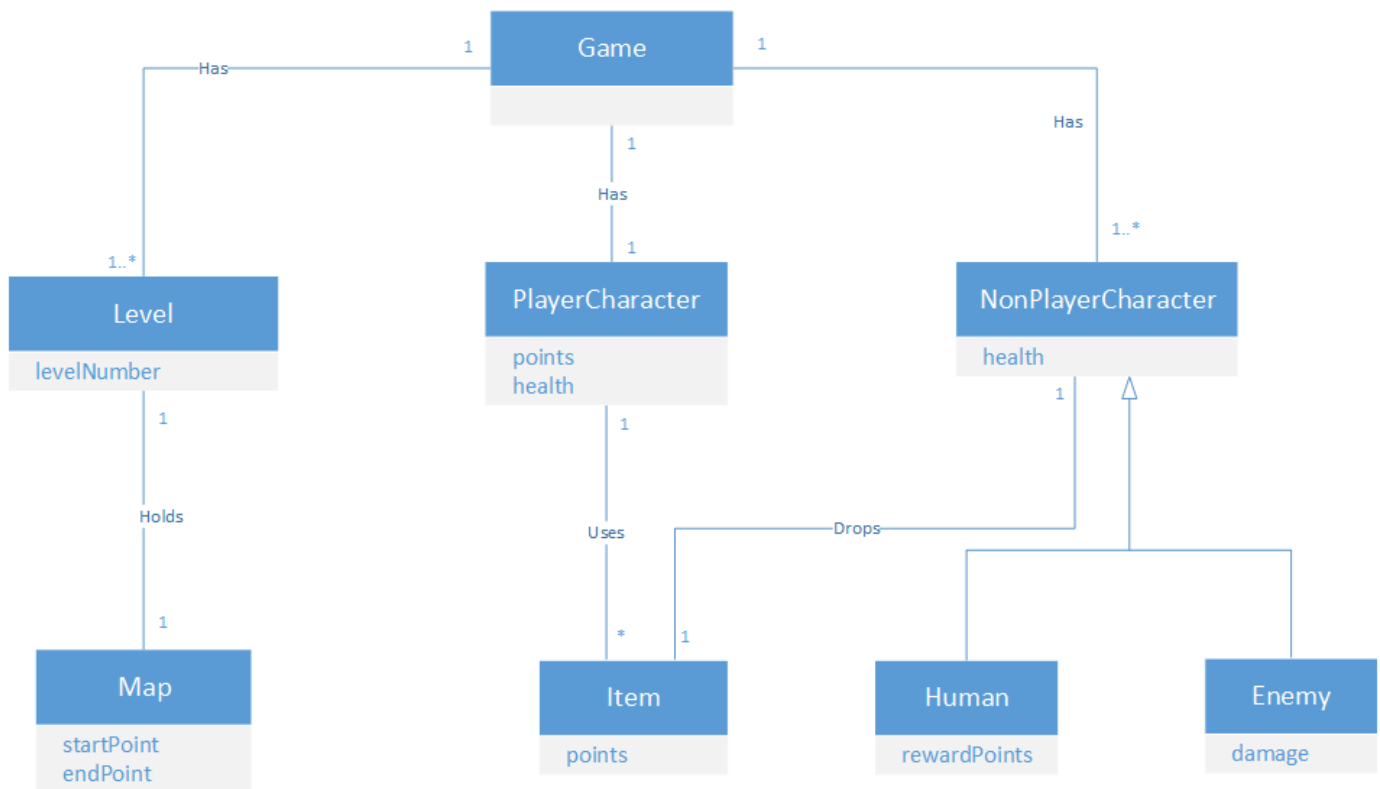 Game
1
1
Has
1
Has
Has
1..*
1
1..*
Level
levelNumber
PlayerCharacter
points
health
NonPlayerCharacter
health
1
1
1
Holds
Uses
Drops
1
*
1
Map
startPoint
endPoint
Item
points
Human
rewardPoints
Enemy
damage